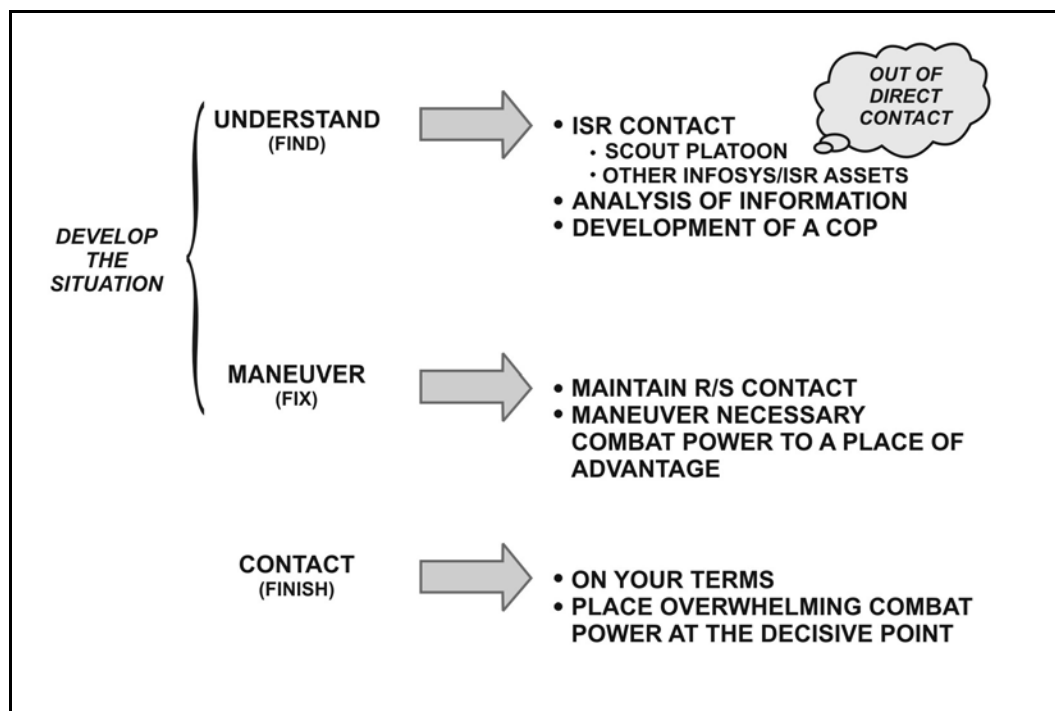 DEVELOP
THE
SITUATION
UNDERSTAND
(FIND)
• ISR CONTACT
• SCOUT PLATOON
• OTHER INFOSYS/ISR ASSETS
• ANALYSIS OF INFORMATION
• DEVELOPMENT OF A COP
OUT OF
DIRECT
CONTACT
MANEUVER
(FIX)
• MAINTAIN R/S CONTACT
• MANEUVER NECESSARY
COMBAT POWER TO A PLACE OF
ADVANTAGE
CONTACT
(FINISH)
• ON YOUR TERMS
• PLACE OVERWHELMING COMBAT
POWER AT THE DECISIVE POINT